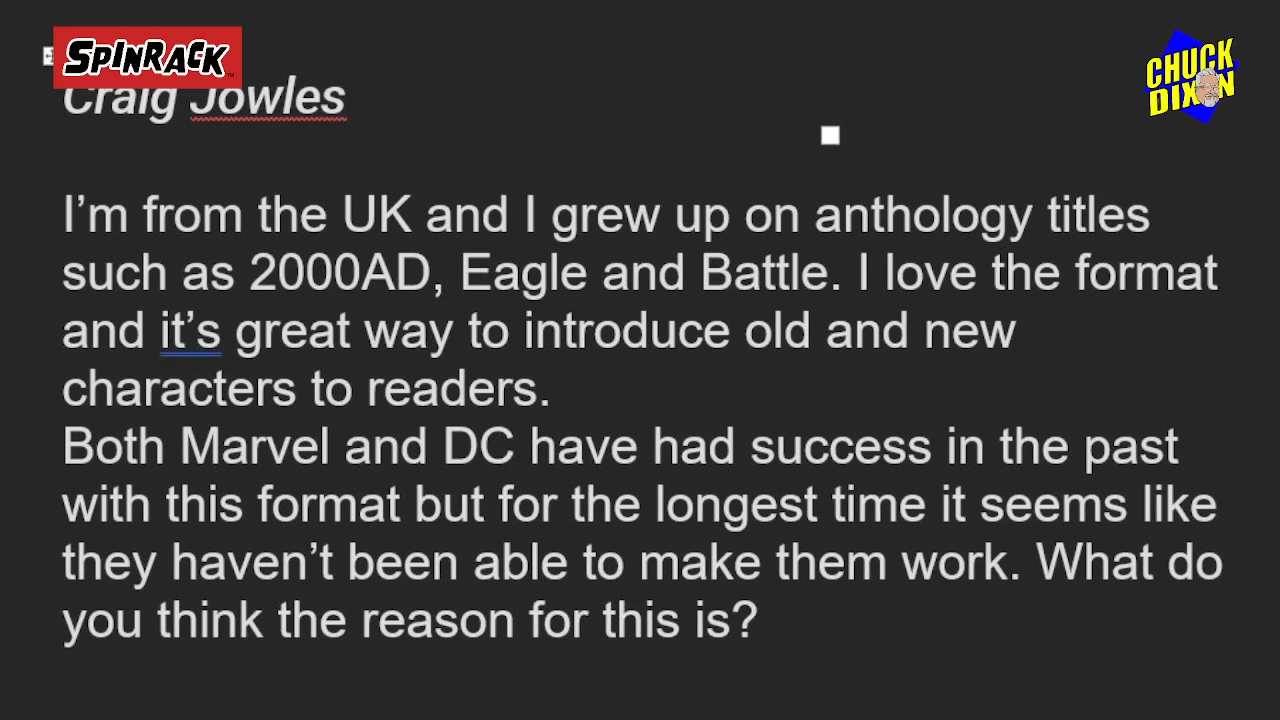 SPINRACK
CHUCK
DIXON
Craig Jowles
I'm from the UK and I grew up on anthology titles
such as 2000AD, Eagle and Battle. I love the format
and it's great way to introduce old and new
characters to readers.
Both Marvel and DC have had success in the past
with this format but for the longest time it seems like
they haven't been able to make them work. What do
you think the reason for this is?